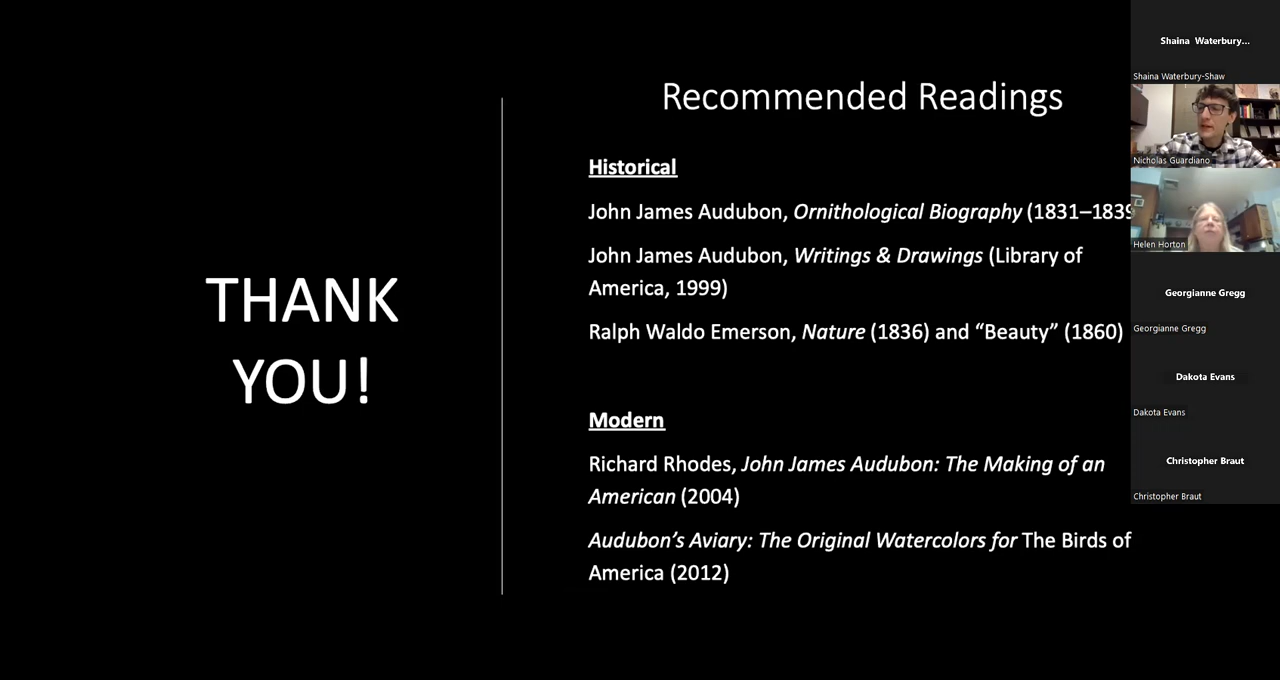 THANK
YOU!
Recommended Readings
Historical
John James Audubon, Ornithological Biography (1831–1839
John James Audubon, Writings & Drawings (Library of
America, 1999)
Ralph Waldo Emerson, Nature (1836) and “Beauty” (1860)
Modern
Richard Rhodes, John James Audubon: The Making of an
American (2004)
Audubon’s Aviary: The Original Watercolors for The Birds of
America (2012)
Shaina Waterbury...
Shaina Waterbury-Shaw
Nicholas Guardiano
Helen Horton
Georgianne Gregg
Georgianne Gregg
Dakota Evans
Dakota Evans
Christopher Braut
Christopher Braut